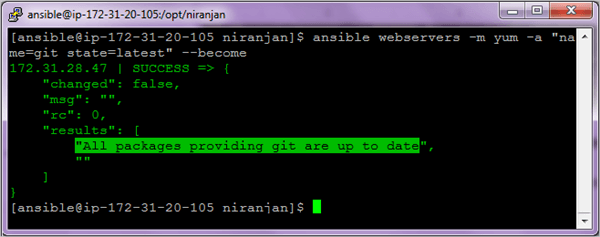 ansible@ip-172-31-20-105:/opt/niranjan
[ansible@ip-172-31-20-105 niranjan]$ ansible webservers -m yum -a "na
me=git state=latest" --become
172.31.28.47 | SUCCESS => {
    "changed": false,
    "msg": "",
    "rc": 0,
    "results": [
        "All packages providing git are up to date",
        ""
    ]
}
[ansible@ip-172-31-20-105 niranjan]$